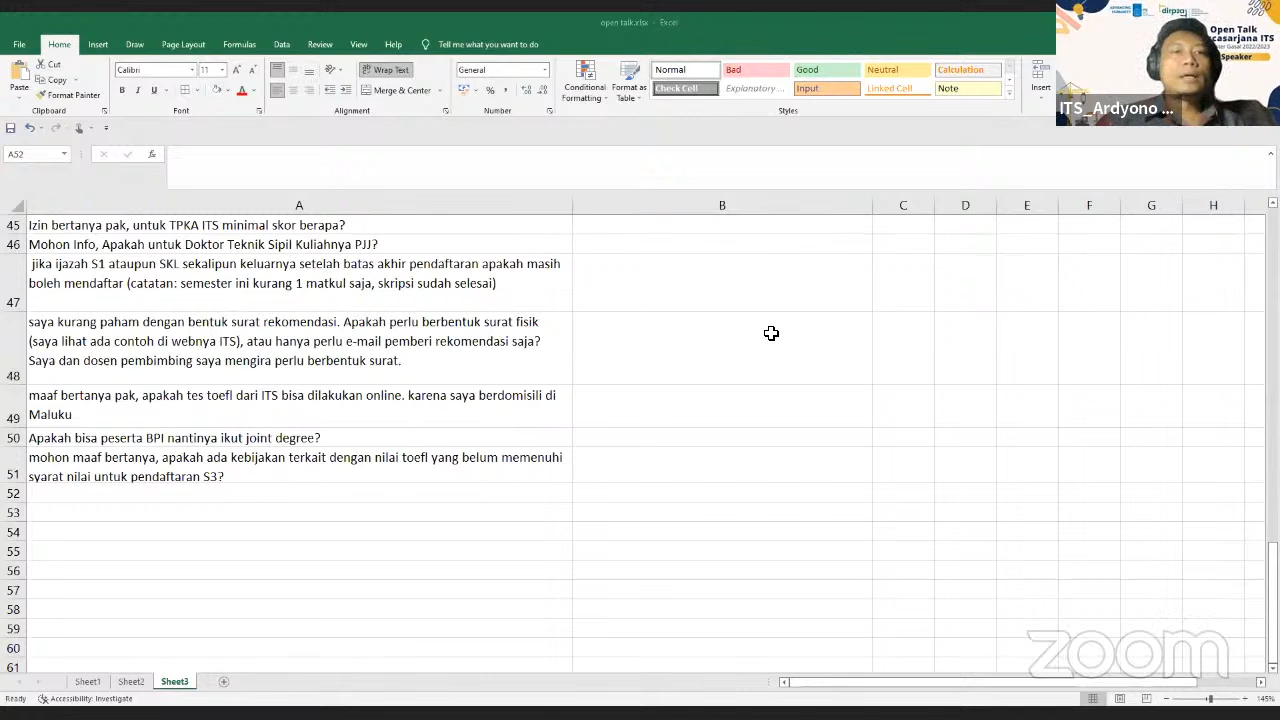 open talk.xlsx - Excel
File Home Insert Draw Page Layout Formulas Data Review View Help Tell me what you want to do
Paste
Cut
Copy
Format Painter
Clipboard
Calibri 11
B I U
Font
Wrap Text
Merge & Center
Alignment
General
Number
Conditional Formatting
Format as Table
Normal Bad Good Neutral Calculation
Check Cell Explanatory ... Input Linked Cell Note
Styles
Insert
ADVANCING HUMANITY
dirpasj
Open Talk
casarjana ITS
ter Gasal 2022/2023
Speaker
ITS_Ardyono ...
A52
fx
A B C D E F G H
45 Izin bertanya pak, untuk TPKA ITS minimal skor berapa?
46 Mohon Info, Apakah untuk Doktor Teknik Sipil Kuliahnya PJJ?
jika ijazah S1 ataupun SKL sekalipun keluarnya setelah batas akhir pendaftaran apakah masih
boleh mendaftar (catatan: semester ini kurang 1 matkul saja, skripsi sudah selesai)
47
saya kurang paham dengan bentuk surat rekomendasi. Apakah perlu berbentuk surat fisik
(saya lihat ada contoh di webnya ITS), atau hanya perlu e-mail pemberi rekomendasi saja?
Saya dan dosen pembimbing saya mengira perlu berbentuk surat.
48
maaf bertanya pak, apakah tes toefl dari ITS bisa dilakukan online. karena saya berdomisili di
49 Maluku
50 Apakah bisa peserta BPI nantinya ikut joint degree?
mohon maaf bertanya, apakah ada kebijakan terkait dengan nilai toefl yang belum memenuhi
51 syarat nilai untuk pendaftaran S3?
52
53
54
55
56
57
58
59
60
61
zoom
Sheet1 Sheet2 Sheet3
Ready Accessibility: Investigate 145%